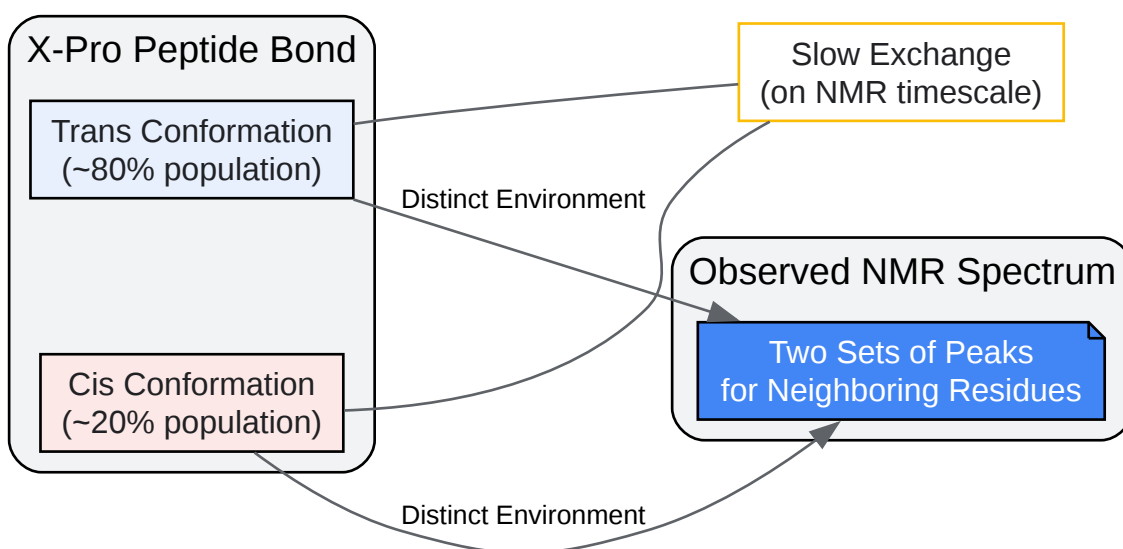 X-Pro Peptide Bond
Trans Conformation
(~80% population)
Slow Exchange
(on NMR timescale)
Distinct Environment
Observed NMR Spectrum
Two Sets of Peaks
for Neighboring Residues
Cis Conformation
(~20% population)
Distinct Environment